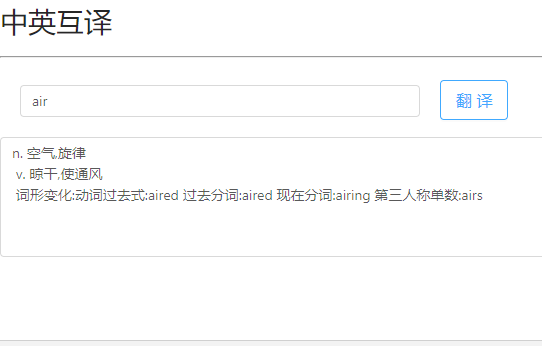 中英互译
air
翻 译
n. 空气,旋律
v. 晾干,使通风
词形变化:动词过去式:aired 过去分词:aired 现在分词:airing 第三人称单数:airs